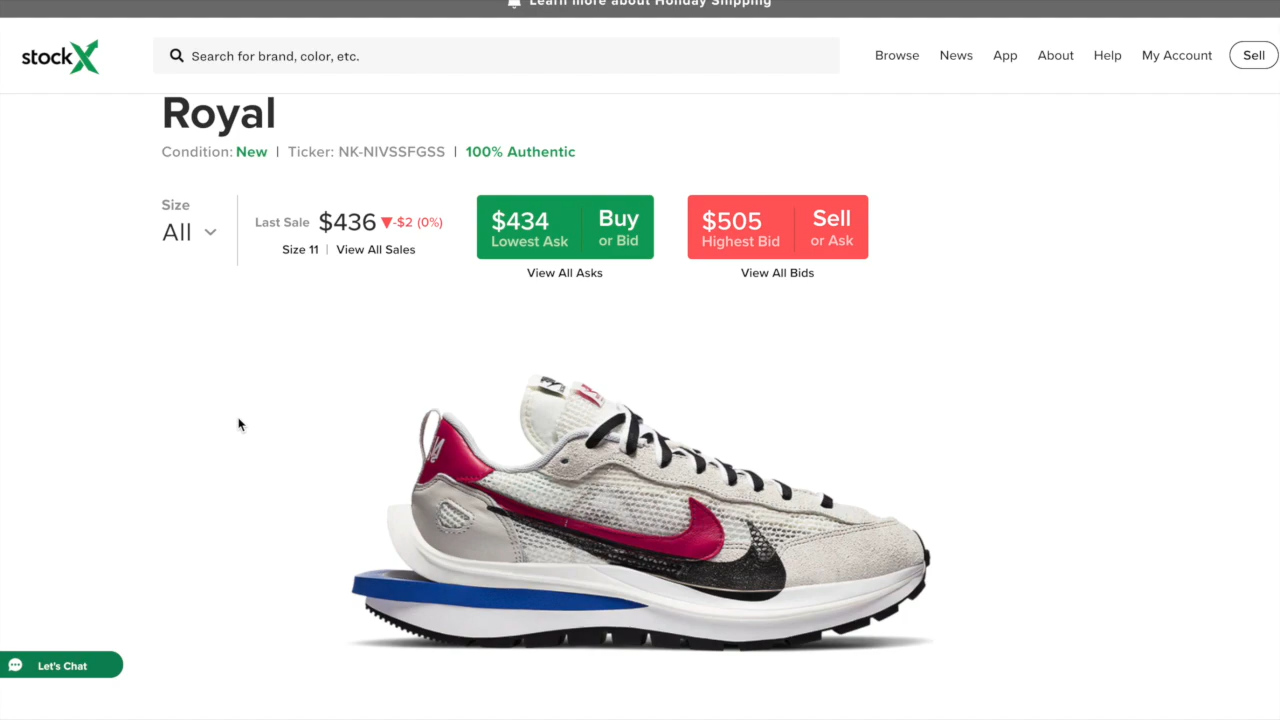 Learn more about Holiday Shipping
stockX
Search for brand, color, etc.
Browse News App About Help My Account Sell
Royal
Condition: New | Ticker: NK-NIVSSFGSS | 100% Authentic
Size
All
Last Sale $436 ▼-$2 (0%)
Size 11 | View All Sales
$434 Buy
Lowest Ask or Bid
View All Asks
$505 Sell
Highest Bid or Ask
View All Bids
Let's Chat